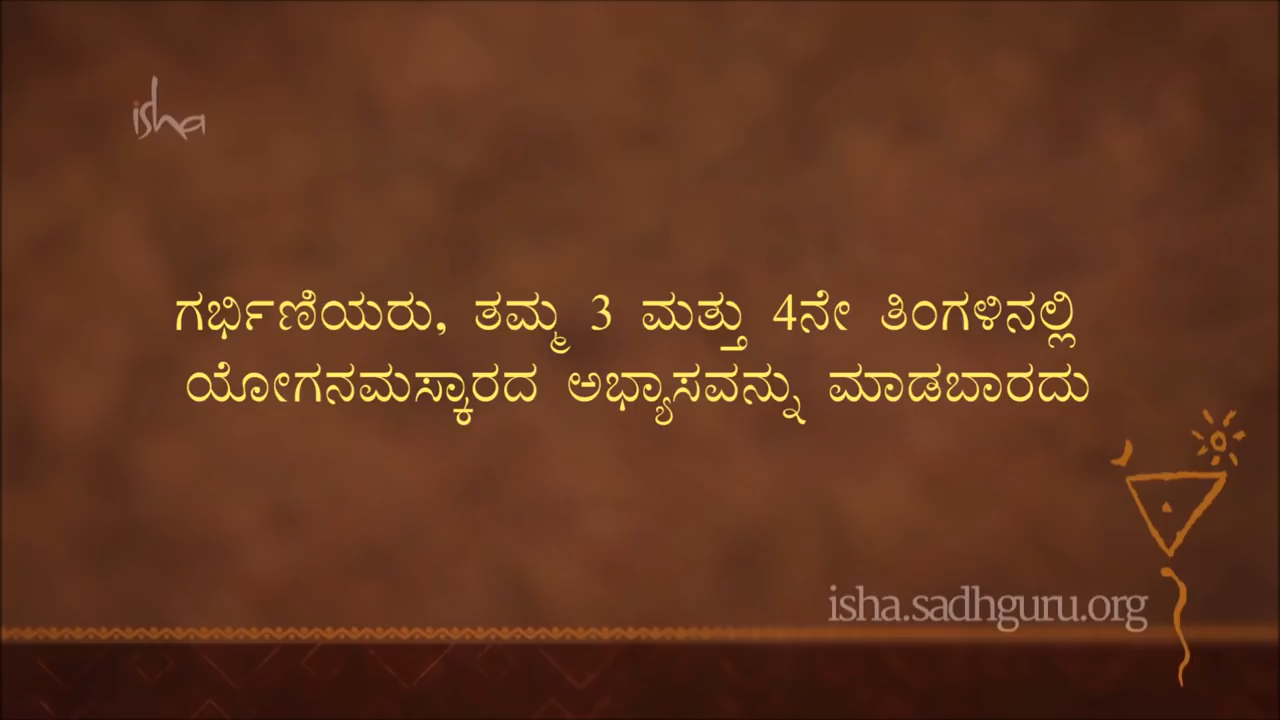 isha
ಗರ್ಭಿಣಿಯರು, ತಮ್ಮ 3 ಮತ್ತು 4ನೇ ತಿಂಗಳಿನಲ್ಲಿ
ಯೋಗನಮಸ್ಕಾರದ ಅಭ್ಯಾಸವನ್ನು ಮಾಡಬಾರದು
isha.sadhguru.org